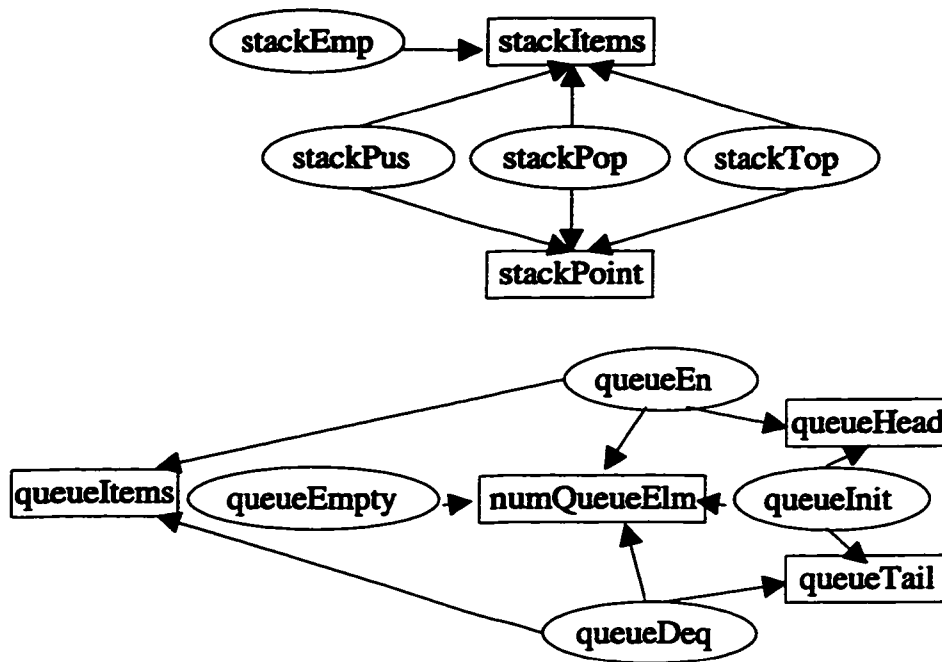 stackEmp
stackItems
stackPus
stackPop
stackTop
stackPoint
queueEn
queueHead
queueItems
queueEmpty
numQueueElm
queueInit
queueTail
queueDeq